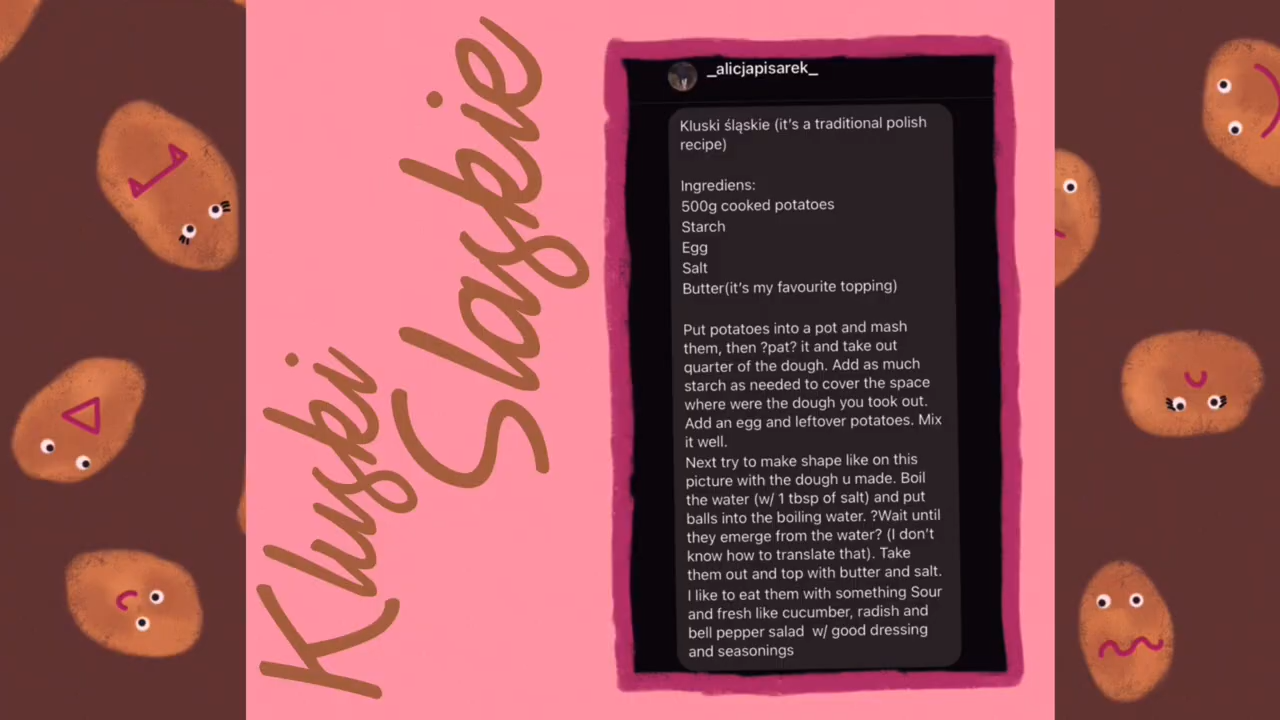 Kluski
Slaskie
_alicjapisarek_
Kluski śląskie (it's a traditional polish
recipe)
Ingrediens:
500g cooked potatoes
Starch
Egg
Salt
Butter(it's my favourite topping)
Put potatoes into a pot and mash
them, then ?pat? it and take out
quarter of the dough. Add as much
starch as needed to cover the space
where were the dough you took out.
Add an egg and leftover potatoes. Mix
it well.
Next try to make shape like on this
picture with the dough u made. Boil
the water (w/ 1 tbsp of salt) and put
balls into the boiling water. ?Wait until
they emerge from the water? (I don't
know how to translate that). Take
them out and top with butter and salt.
I like to eat them with something Sour
and fresh like cucumber, radish and
bell pepper salad w/ good dressing
and seasonings